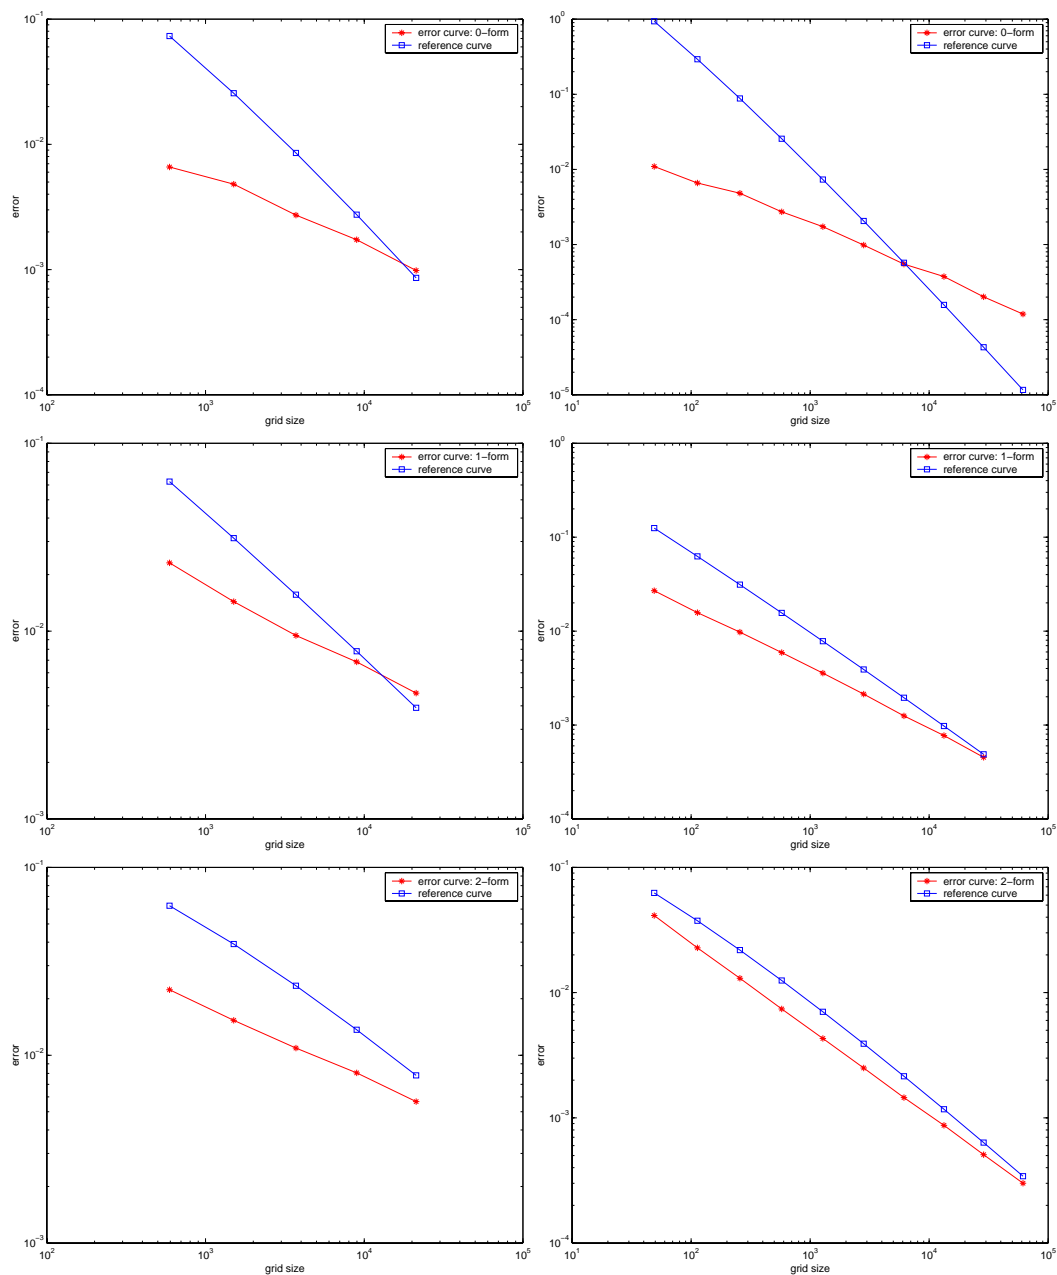 10^−1
10^−2
10^−3
10^−4
10^2
10^3
10^4
10^5
grid size
error
error curve: 0−form
reference curve
10^0
10^−1
10^−2
10^−3
10^−4
10^−5
10^1
10^2
10^3
10^4
10^5
grid size
error
error curve: 0−form
reference curve
10^−1
10^−2
10^−3
10^2
10^3
10^4
10^5
grid size
error
error curve: 1−form
reference curve
10^0
10^−1
10^−2
10^−3
10^−4
10^1
10^2
10^3
10^4
10^5
grid size
error
error curve: 1−form
reference curve
10^−1
10^−2
10^−3
10^2
10^3
10^4
10^5
grid size
error
error curve: 2−form
reference curve
10^−1
10^−2
10^−3
10^−4
10^1
10^2
10^3
10^4
10^5
grid size
error
error curve: 2−form
reference curve